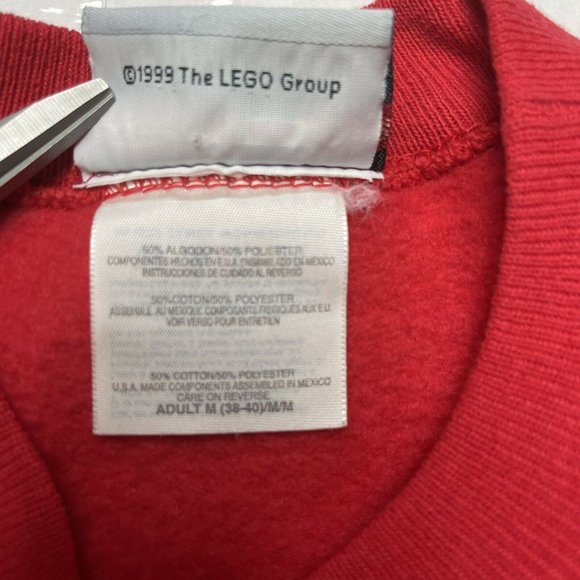 ©1999 The LEGO Group
50% ALGODON/50% POLIESTER
COMPONENTES HECHOS EN E.U.A. ENSAMBLADO EN MEXICO
INSTRUCCIONES DE CUIDADO AL REVERSO
50% COTON/50% POLYESTER
ASSEMBLE AU MEXIQUE COMPOSANTS FABRIQUES AUX E.U.
VOIR VERSO POUR ENTRETIEN
50% COTTON/50% POLYESTER
U.S.A. MADE COMPONENTS ASSEMBLED IN MEXICO
CARE ON REVERSE
ADULT M (38-40)/M/M